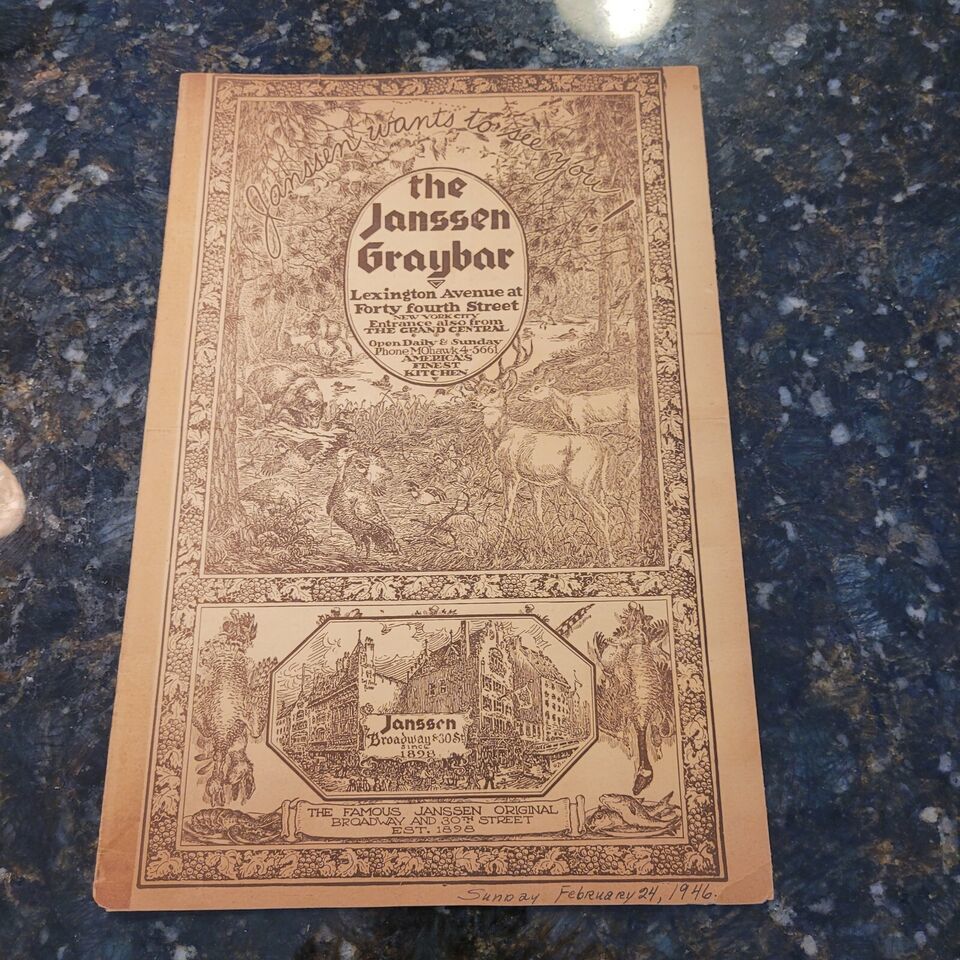 Janssen wants to see you!
the
Janssen
Graybar
Lexington Avenue at
Forty fourth Street
NEW YORK CITY
Entrance also from
THE GRAND CENTRAL
Open Daily & Sunday
Phone MOhawk 4-5661
AMERICA'S
FINEST
KITCHEN
Janssen
Broadway & 30 St
SINCE
1898
THE FAMOUS JANSSEN ORIGINAL
BROADWAY AND 30TH STREET
EST. 1898
Sunday February 24, 1946.